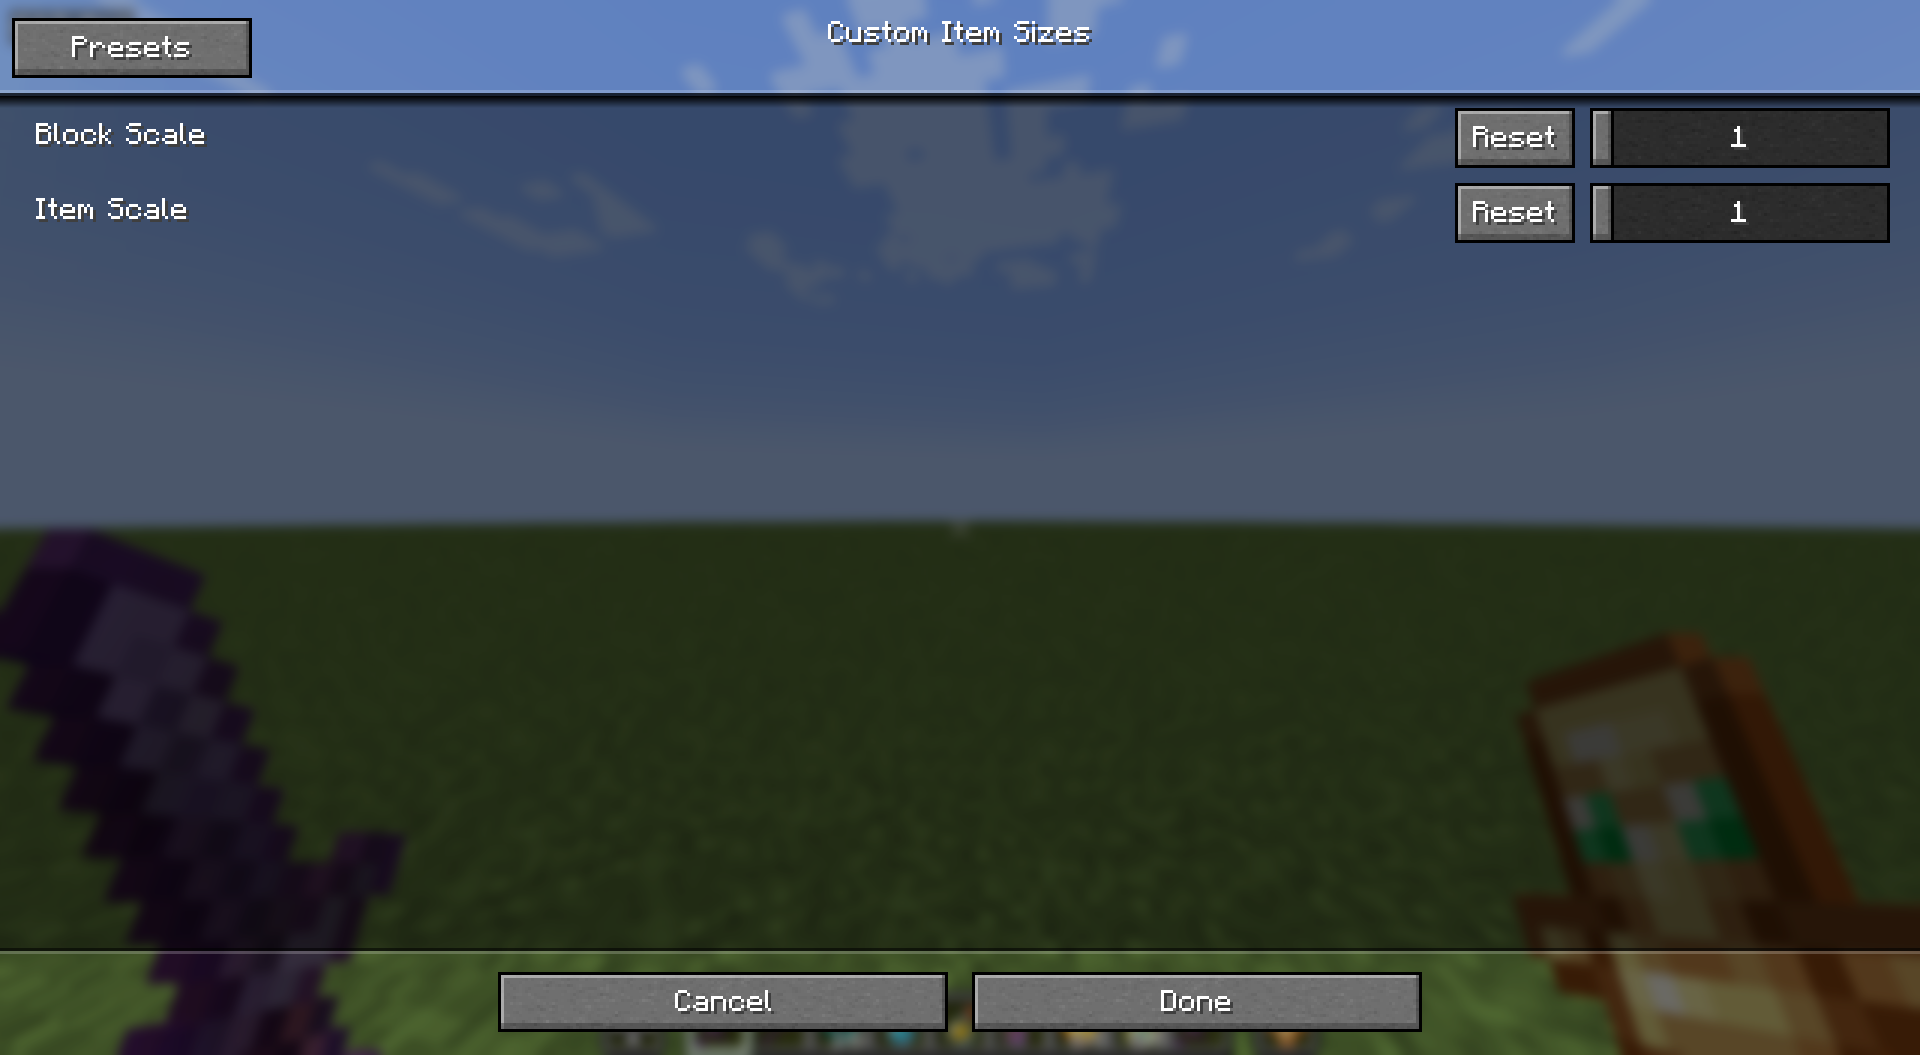 Presets
Custom Item Sizes
Block Scale
Reset
1
Item Scale
Reset
1
Cancel
Done